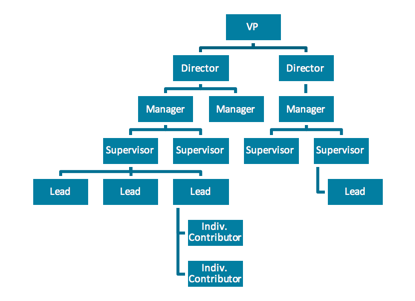 VP
Director
Director
Manager
Manager
Manager
Supervisor
Supervisor
Supervisor
Supervisor
Lead
Lead
Lead
Lead
Indiv.
Contributor
Indiv.
Contributor